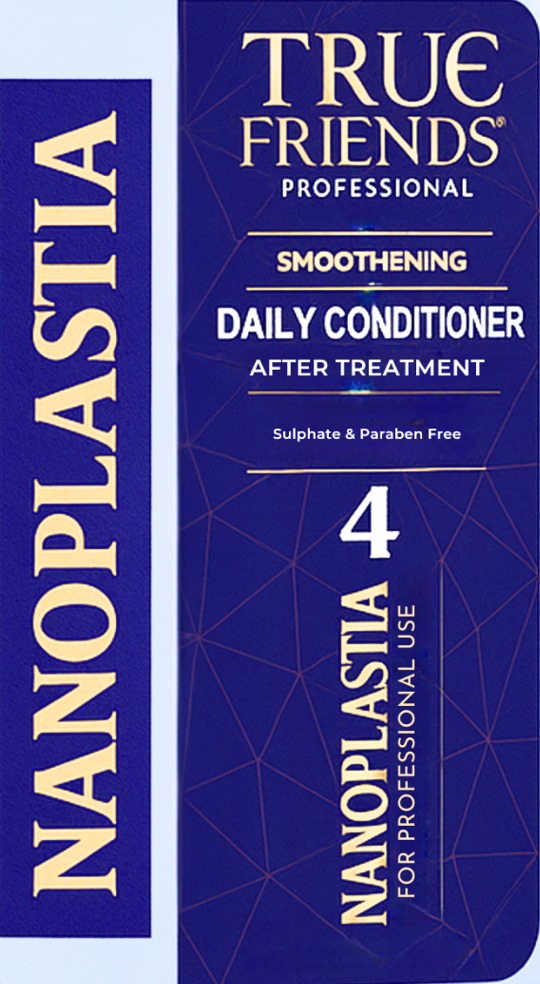 NANOPLASTIA
TRUE
FRIENDS®
PROFESSIONAL
SMOOTHENING
DAILY CONDITIONER
AFTER TREATMENT
Sulphate & Paraben Free
4
NANOPLASTIA
FOR PROFESSIONAL USE